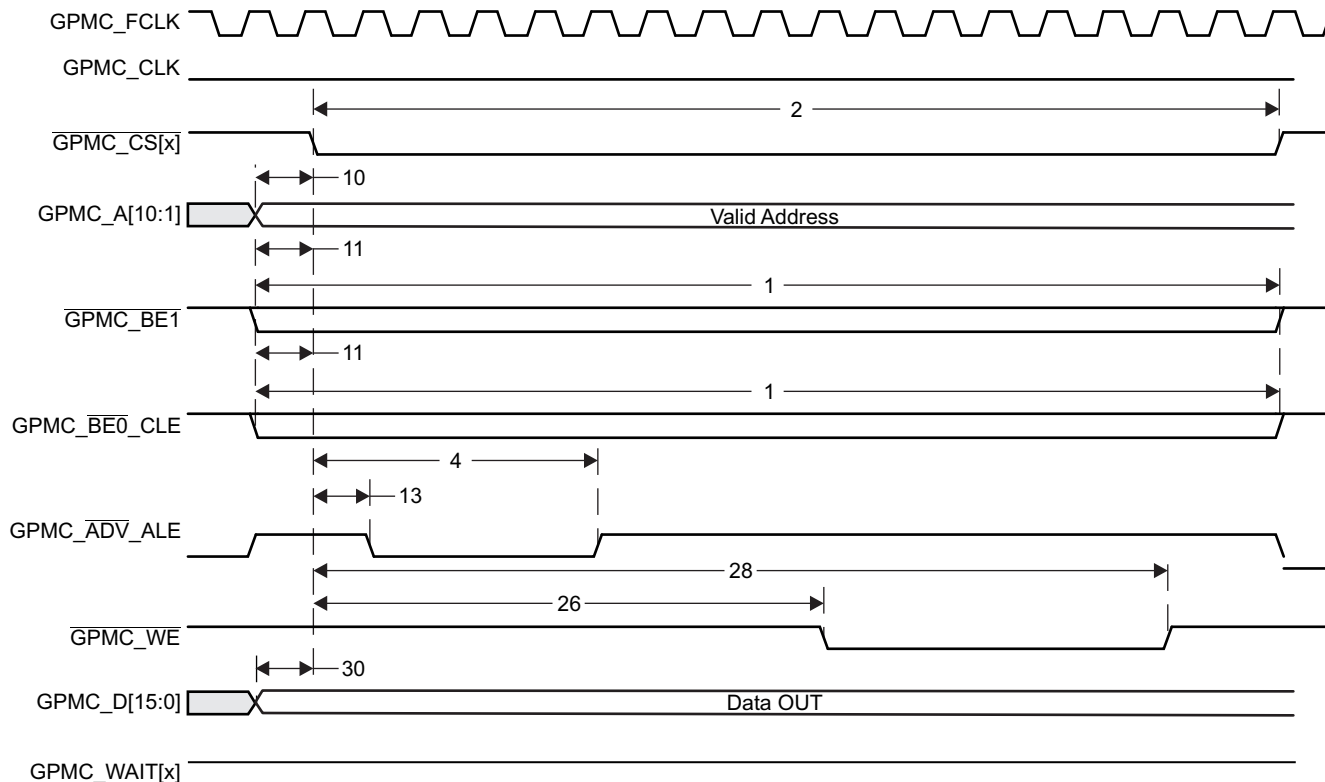 GPMC_FCLK
GPMC_CLK
2
GPMC_CS[x]
10
GPMC_A[10:1]
Valid Address
11
1
GPMC_BE1
11
1
GPMC_BE0_CLE
4
13
GPMC_ADV_ALE
28
26
GPMC_WE
30
GPMC_D[15:0]
Data OUT
GPMC_WAIT[x]